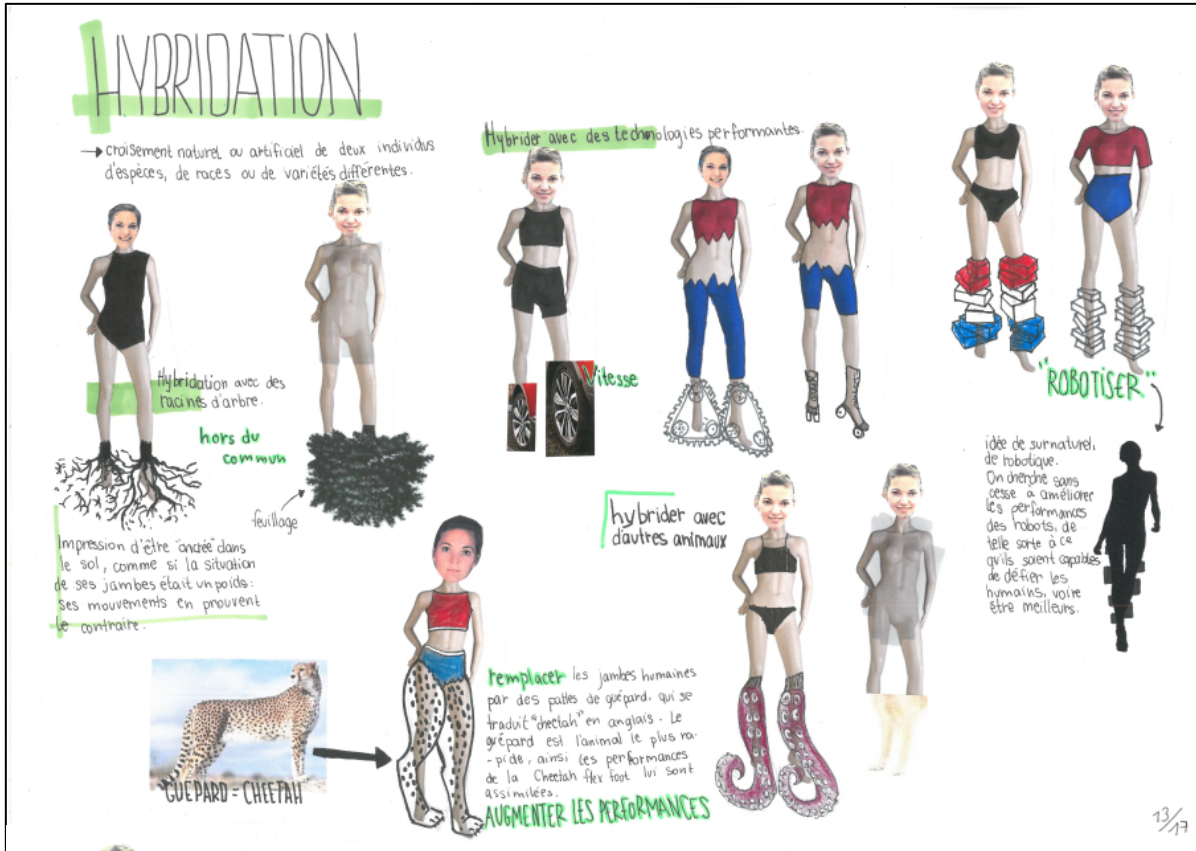 HYBRIDATION
→ croisement naturel ou artificiel de deux individus
d'espèces, de races ou de variétés différentes.
Hybridation avec des
racines d'arbre.
hors du
commun
feuillage
Impression d'être "ancrée" dans
le sol, comme si la situation
de ses jambes était un poids:
ses mouvements en prouvent
le contraire.
Hybrider avec des technologies performantes.
Vitesse
"ROBOTISER"
idée de surnaturel,
de robotique.
On cherche sans
cesse a améliorer
les performances
des robots, de
telle sorte à ce
qu'ils soient capables
de défier les
humains, voire
être meilleurs.
hybrider avec
d'autres animaux
GUÉPARD = CHEETAH
remplacer les jambes humaines
par des pattes de guépard, qui se
traduit "cheetah" en anglais. Le
guépard est l'animal le plus ra-
-pide, ainsi les performances
de la Cheetah flex foot lui sont
assimilées.
AUGMENTER LES PERFORMANCES
13/17